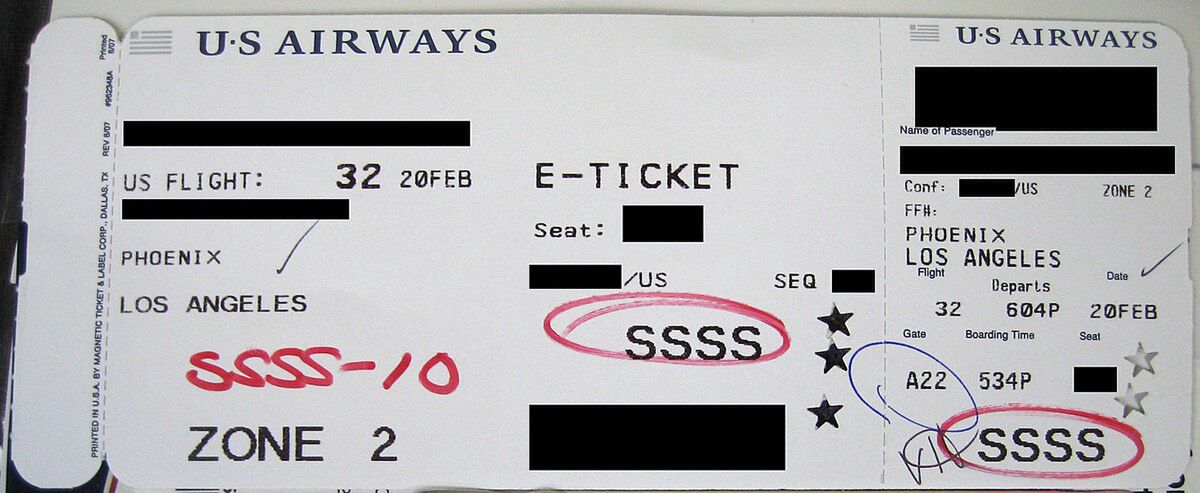 Printed 8/07
#962348A
REV 8/07
PRINTED IN U.S.A. BY MAGNETIC TICKET & LABEL CORP., DALLAS, TX
U·S AIRWAYS
US FLIGHT: 32 20FEB
PHOENIX
LOS ANGELES
SSSS-10
ZONE 2
E-TICKET
Seat:
/US SEQ
SSSS
U·S AIRWAYS
Name of Passenger
Conf: /US ZONE 2
FF#:
PHOENIX
LOS ANGELES
Flight Departs Date
32 604P 20FEB
Gate Boarding Time Seat
A22 534P
SSSS